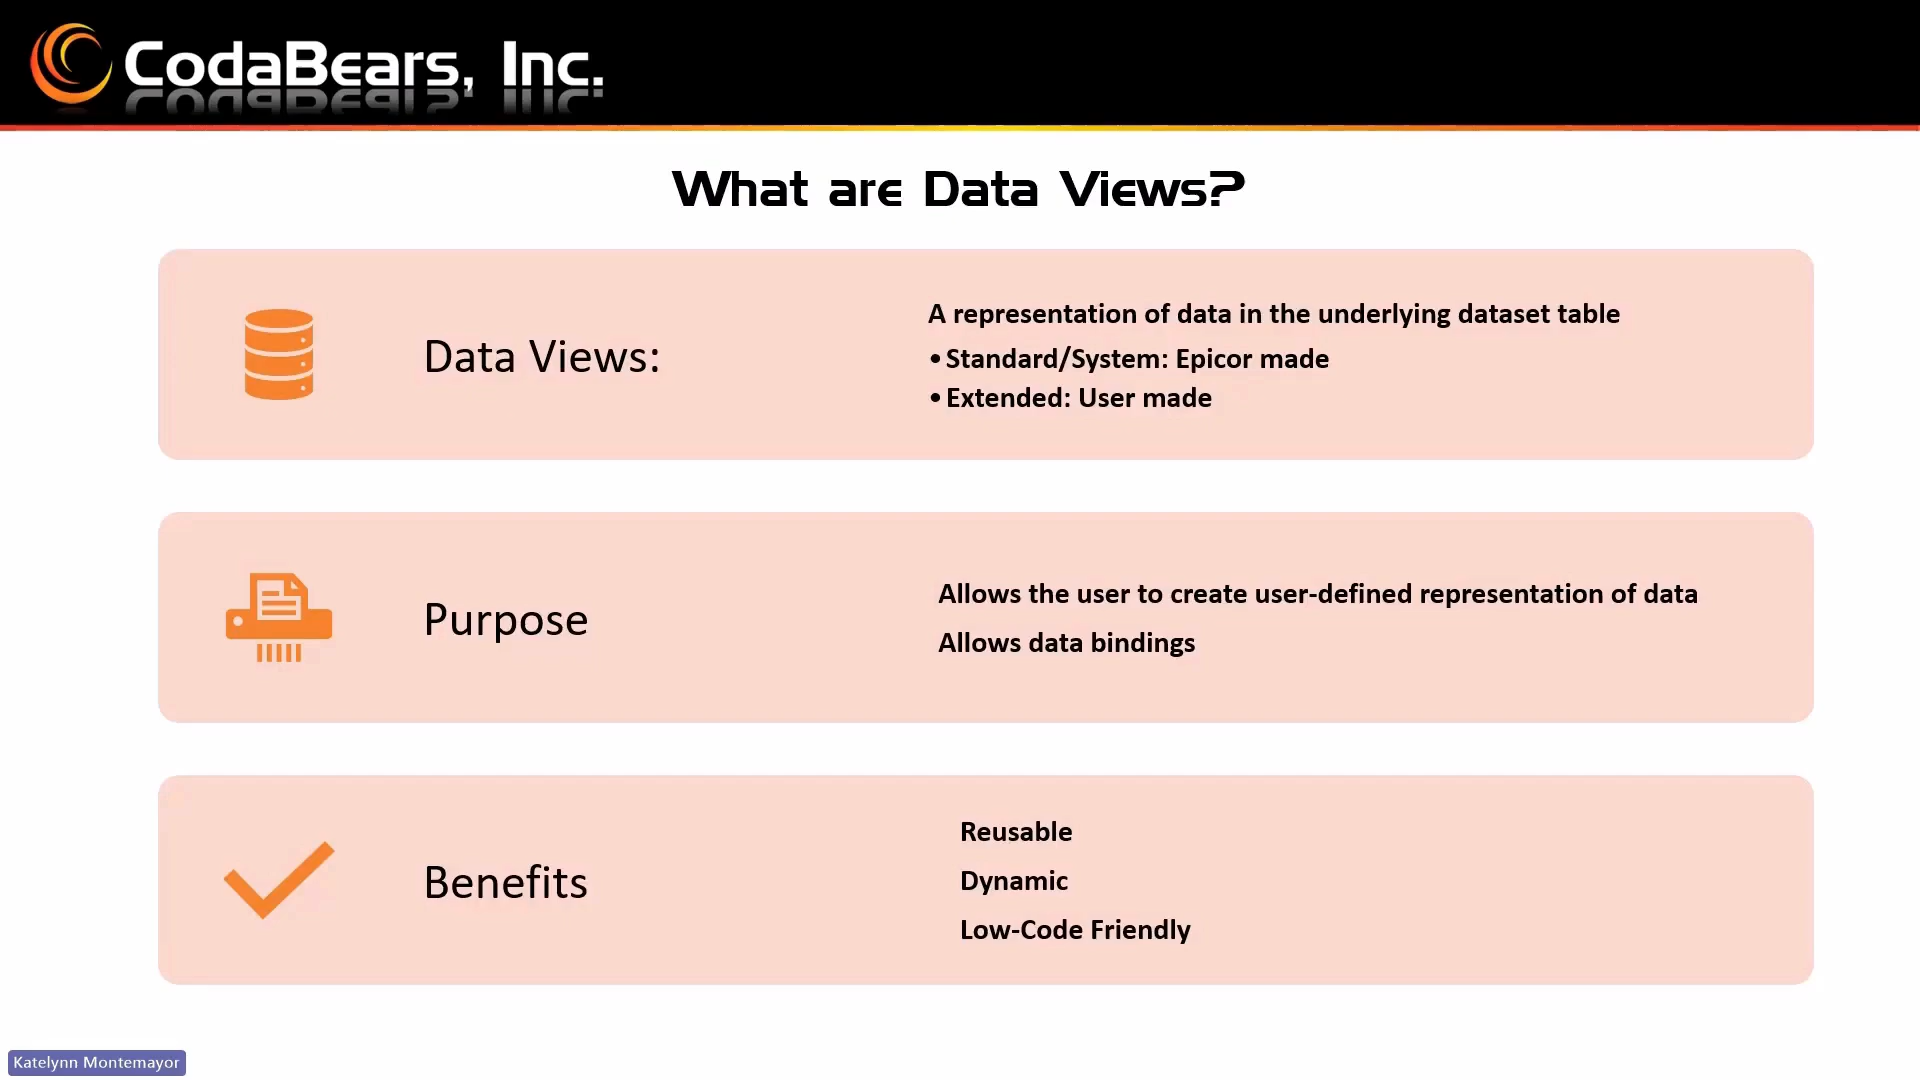 CodaBears, Inc.
What are Data Views?
Data Views:
A representation of data in the underlying dataset table
• Standard/System: Epicor made
• Extended: User made
Purpose
Allows the user to create user-defined representation of data
Allows data bindings
Benefits
Reusable
Dynamic
Low-Code Friendly
Katelynn Montemayor